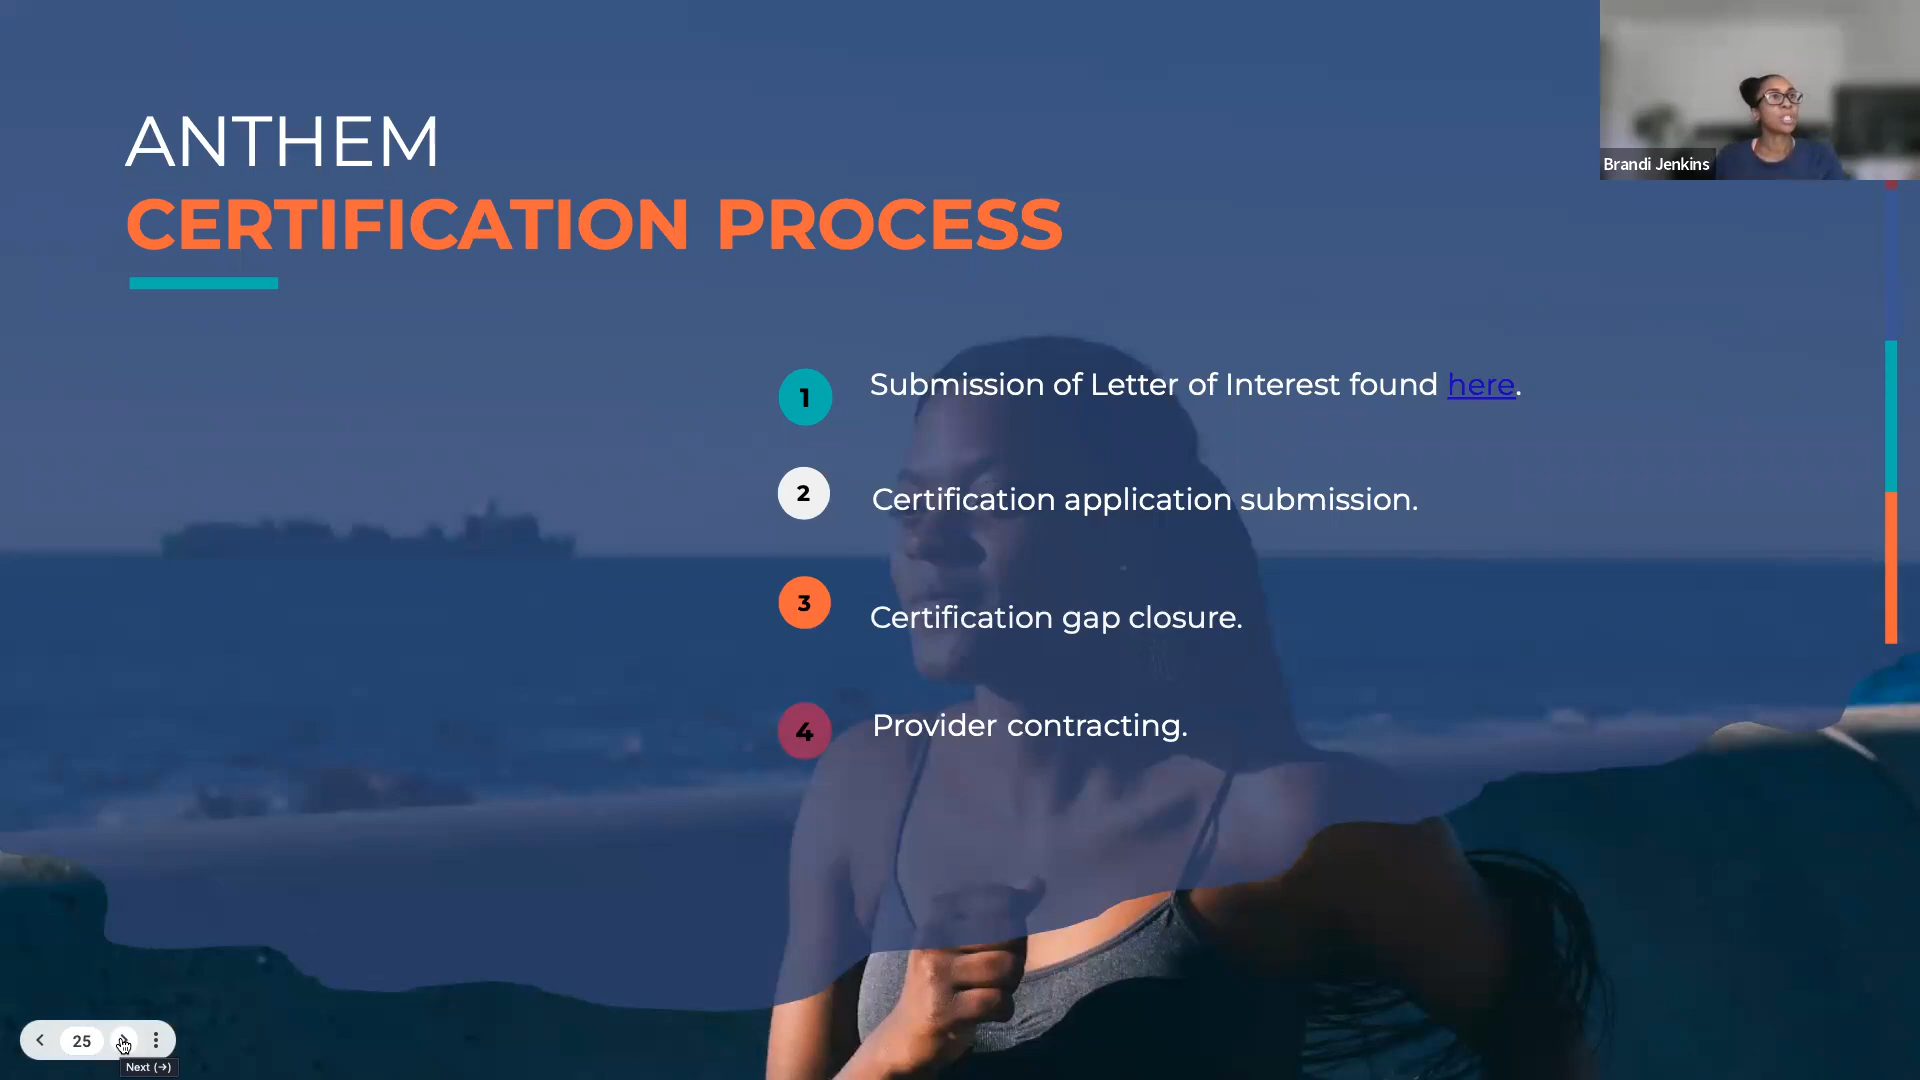 ANTHEM
CERTIFICATION PROCESS
Brandi Jenkins
1 Submission of Letter of Interest found here.
2 Certification application submission.
3 Certification gap closure.
4 Provider contracting.
25
Next (→)